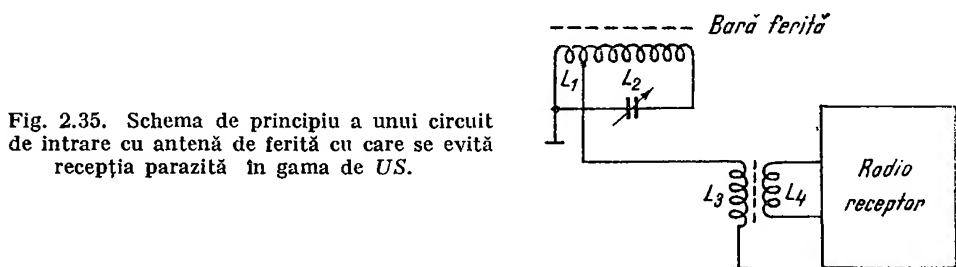 Bară ferită
L1 L2
Fig. 2.35. Schema de principiu a unui circuit
de intrare cu antenă de ferită cu care se evită
recepția parazită în gama de US.
L3 L4
Radio
receptor